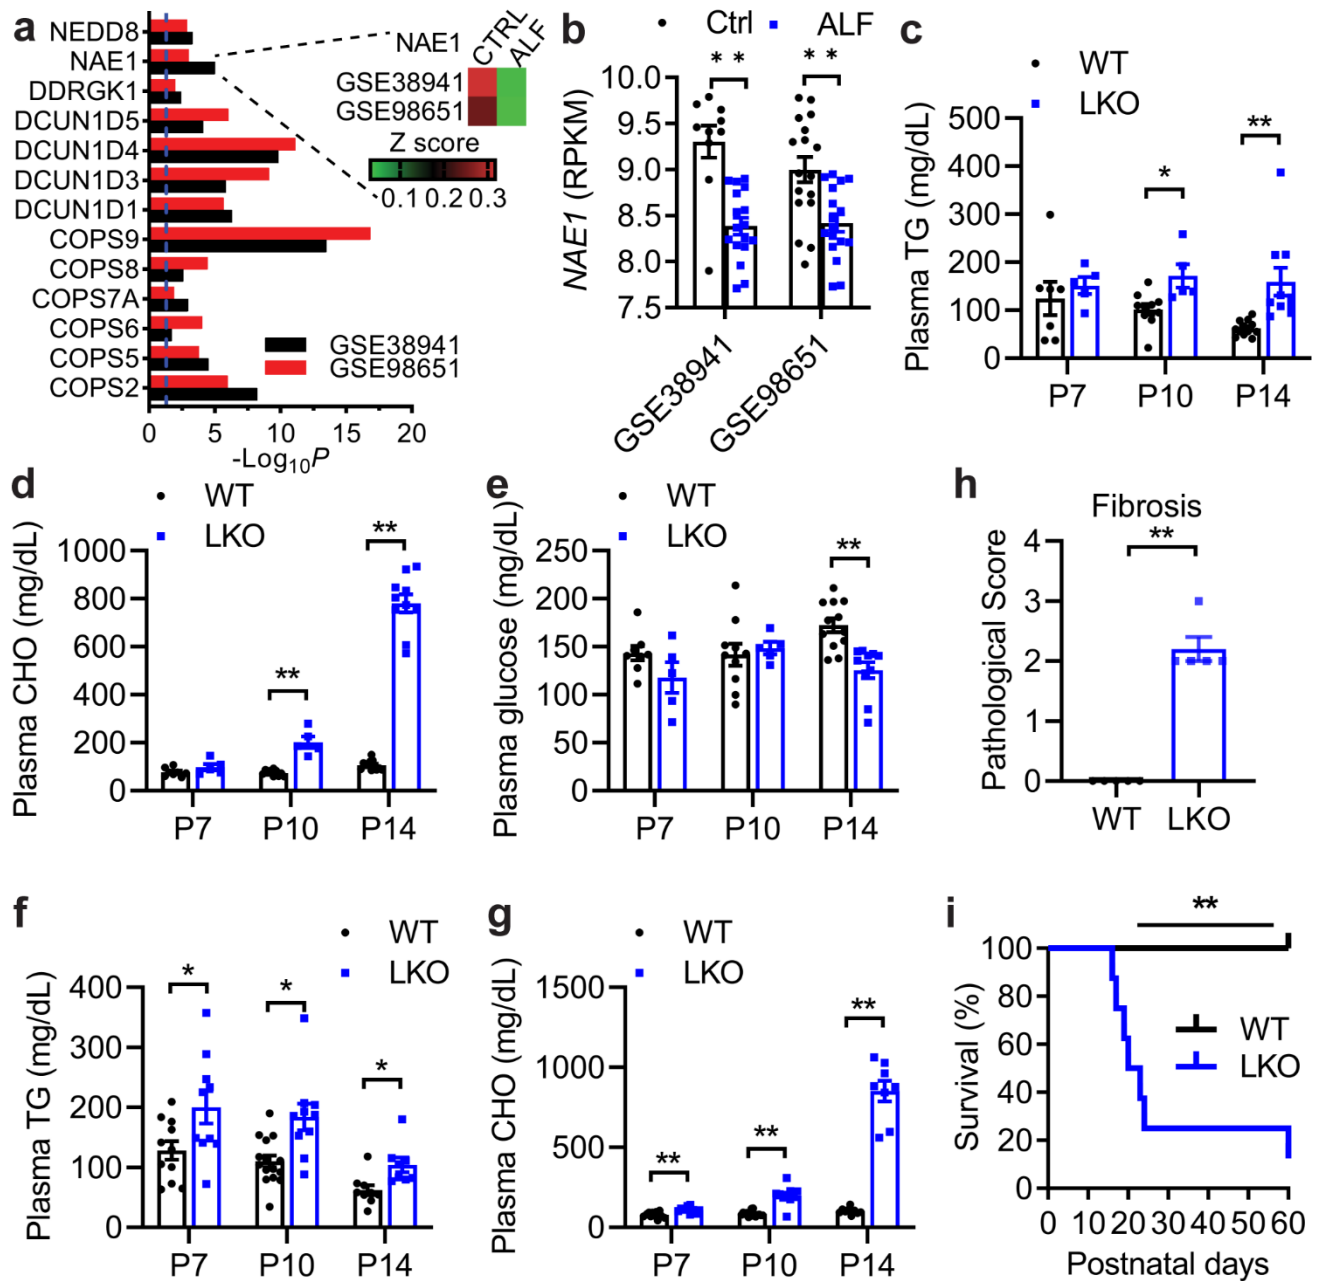 a
NEDD8
NAE1
DDRGK1
DCUN1D5
DCUN1D4
DCUN1D3
DCUN1D1
COPS9
COPS8
COPS7A
COPS6
COPS5
COPS2
0 5 10 15 20
-Log10P
GSE38941
GSE98651
NAE1
CTRL
ALF
GSE38941
GSE98651
Z score
0.1 0.2 0.3
b
Ctrl ALF
** **
NAE1 (RPKM)
10.0
9.5
9.0
8.5
8.0
7.5
GSE38941
GSE98651
c
WT
LKO
Plasma TG (mg/dL)
500
400
300
200
100
0
* **
P7 P10 P14
d
WT
LKO
Plasma CHO (mg/dL)
1000
800
600
400
200
0
** **
P7 P10 P14
e
WT
LKO
Plasma glucose (mg/dL)
250
200
150
100
50
0
**
P7 P10 P14
h
Fibrosis
**
Pathological Score
4
3
2
1
0
WT LKO
f
WT
LKO
Plasma TG (mg/dL)
400
300
200
100
0
* * *
P7 P10 P14
g
WT
LKO
Plasma CHO (mg/dL)
1500
1000
500
0
** ** **
P7 P10 P14
i
**
Survival (%)
100
80
60
40
20
0
WT
LKO
0 10 20 30 40 50 60
Postnatal days